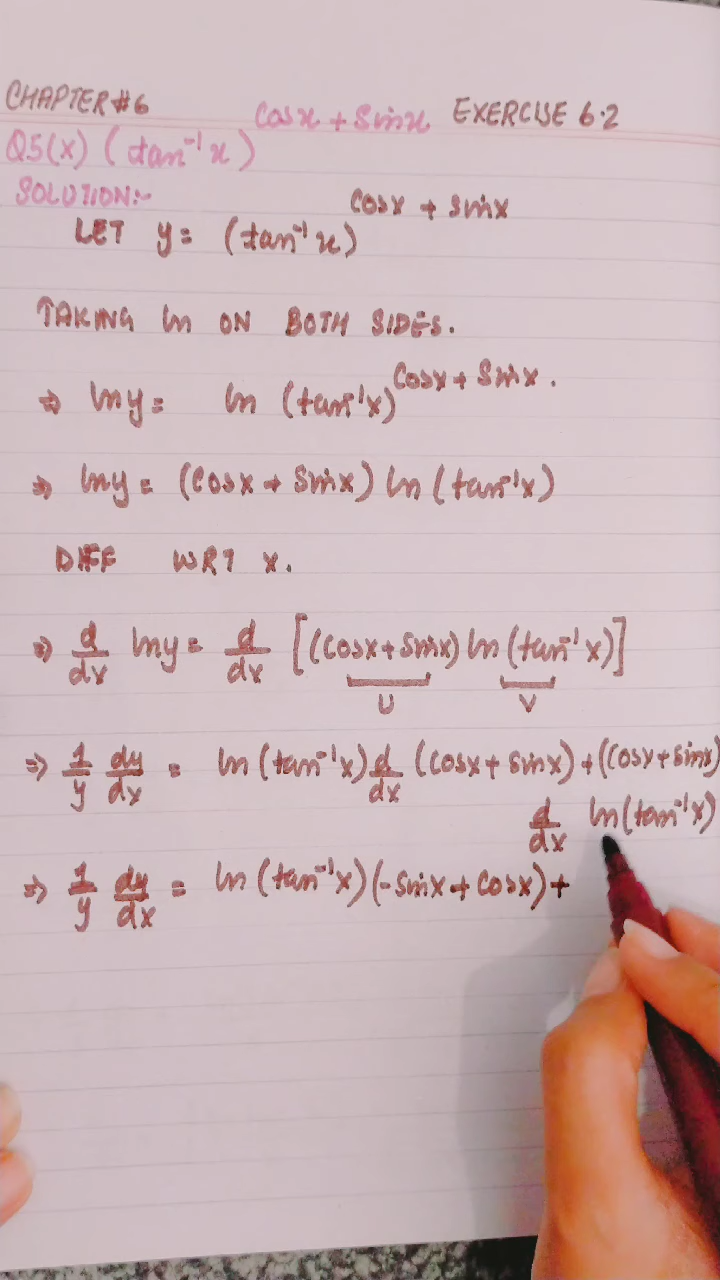 CHAPTER #6 EXERCISE 6.2
Q5(x) (tan⁻¹x)^(cosx + sinx)
SOLUTION:-
LET y = (tan⁻¹x)^(cosx + sinx)
TAKING ln ON BOTH SIDES.
⇒ lny = ln (tan⁻¹x)^(cosx + sinx).
⇒ lny = (cosx + sinx) ln (tan⁻¹x)
DIFF WRT x.
⇒ d/dx lny = d/dx [(cosx + sinx) ln (tan⁻¹x)]
U V
⇒ 1/y dy/dx = ln (tan⁻¹x) d/dx (cosx + sinx) + (cosx + sinx)
d/dx ln(tan⁻¹x)
⇒ 1/y dy/dx = ln (tan⁻¹x)(-sinx + cosx) +